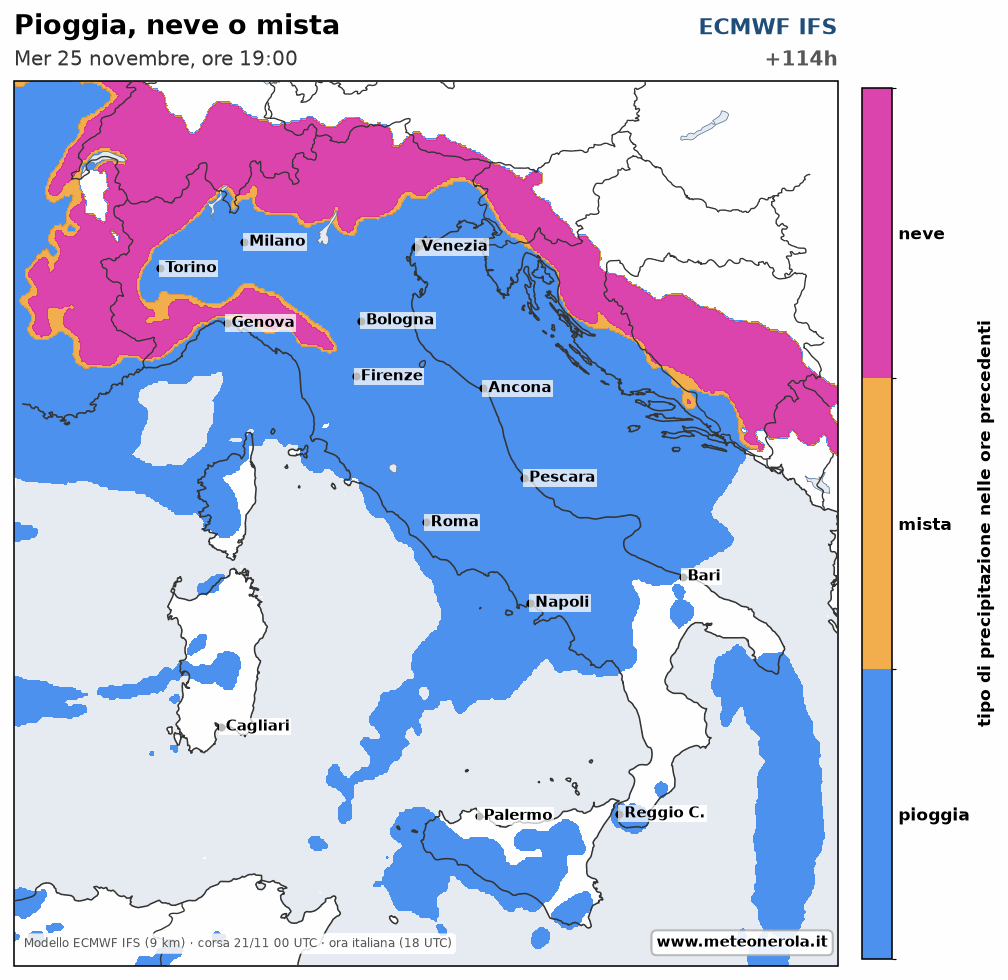 Pioggia, neve o mista
ECMWF IFS
Mer 25 novembre, ore 19:00
+114h
Milano
Venezia
Torino
Genova
Bologna
Firenze
Ancona
Pescara
Roma
Bari
Napoli
Cagliari
Palermo
Reggio C.
neve
mista
pioggia
tipo di precipitazione nelle ore precedenti
Modello ECMWF IFS (9 km) · corsa 21/11 00 UTC · ora italiana (18 UTC)
www.meteonerola.it